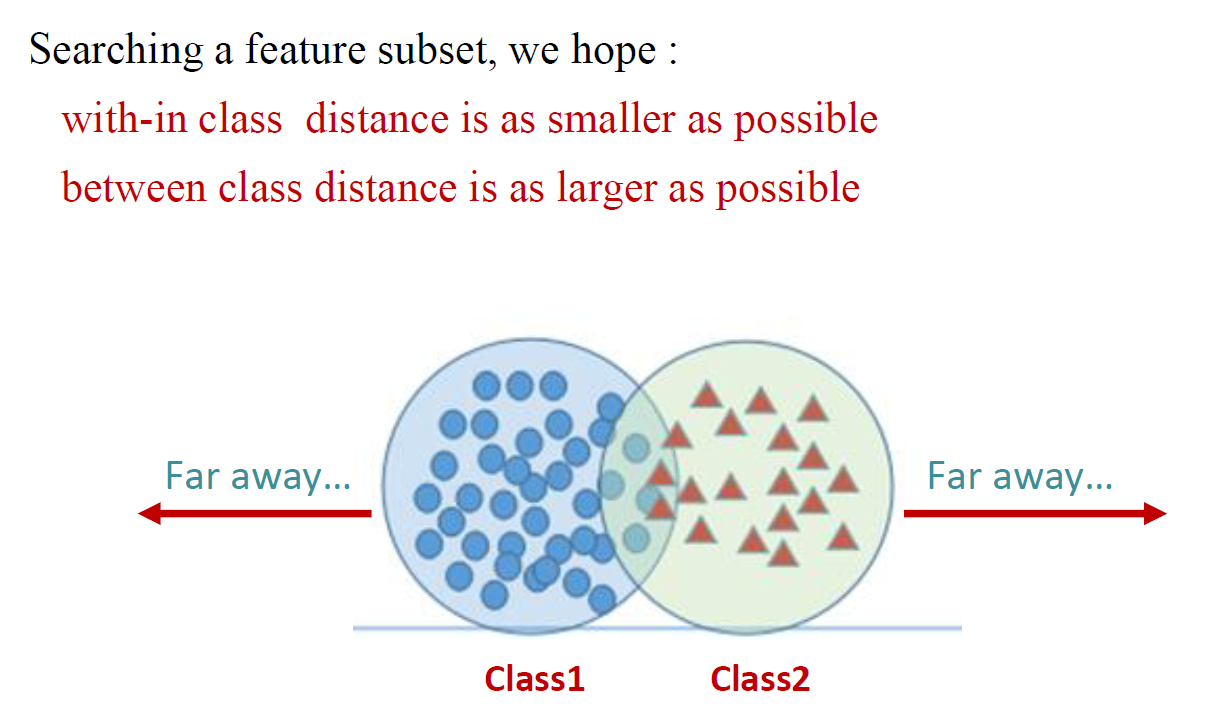 Searching a feature subset, we hope :
with-in class distance is as smaller as possible
between class distance is as larger as possible
Far away...
Far away...
Class1
Class2